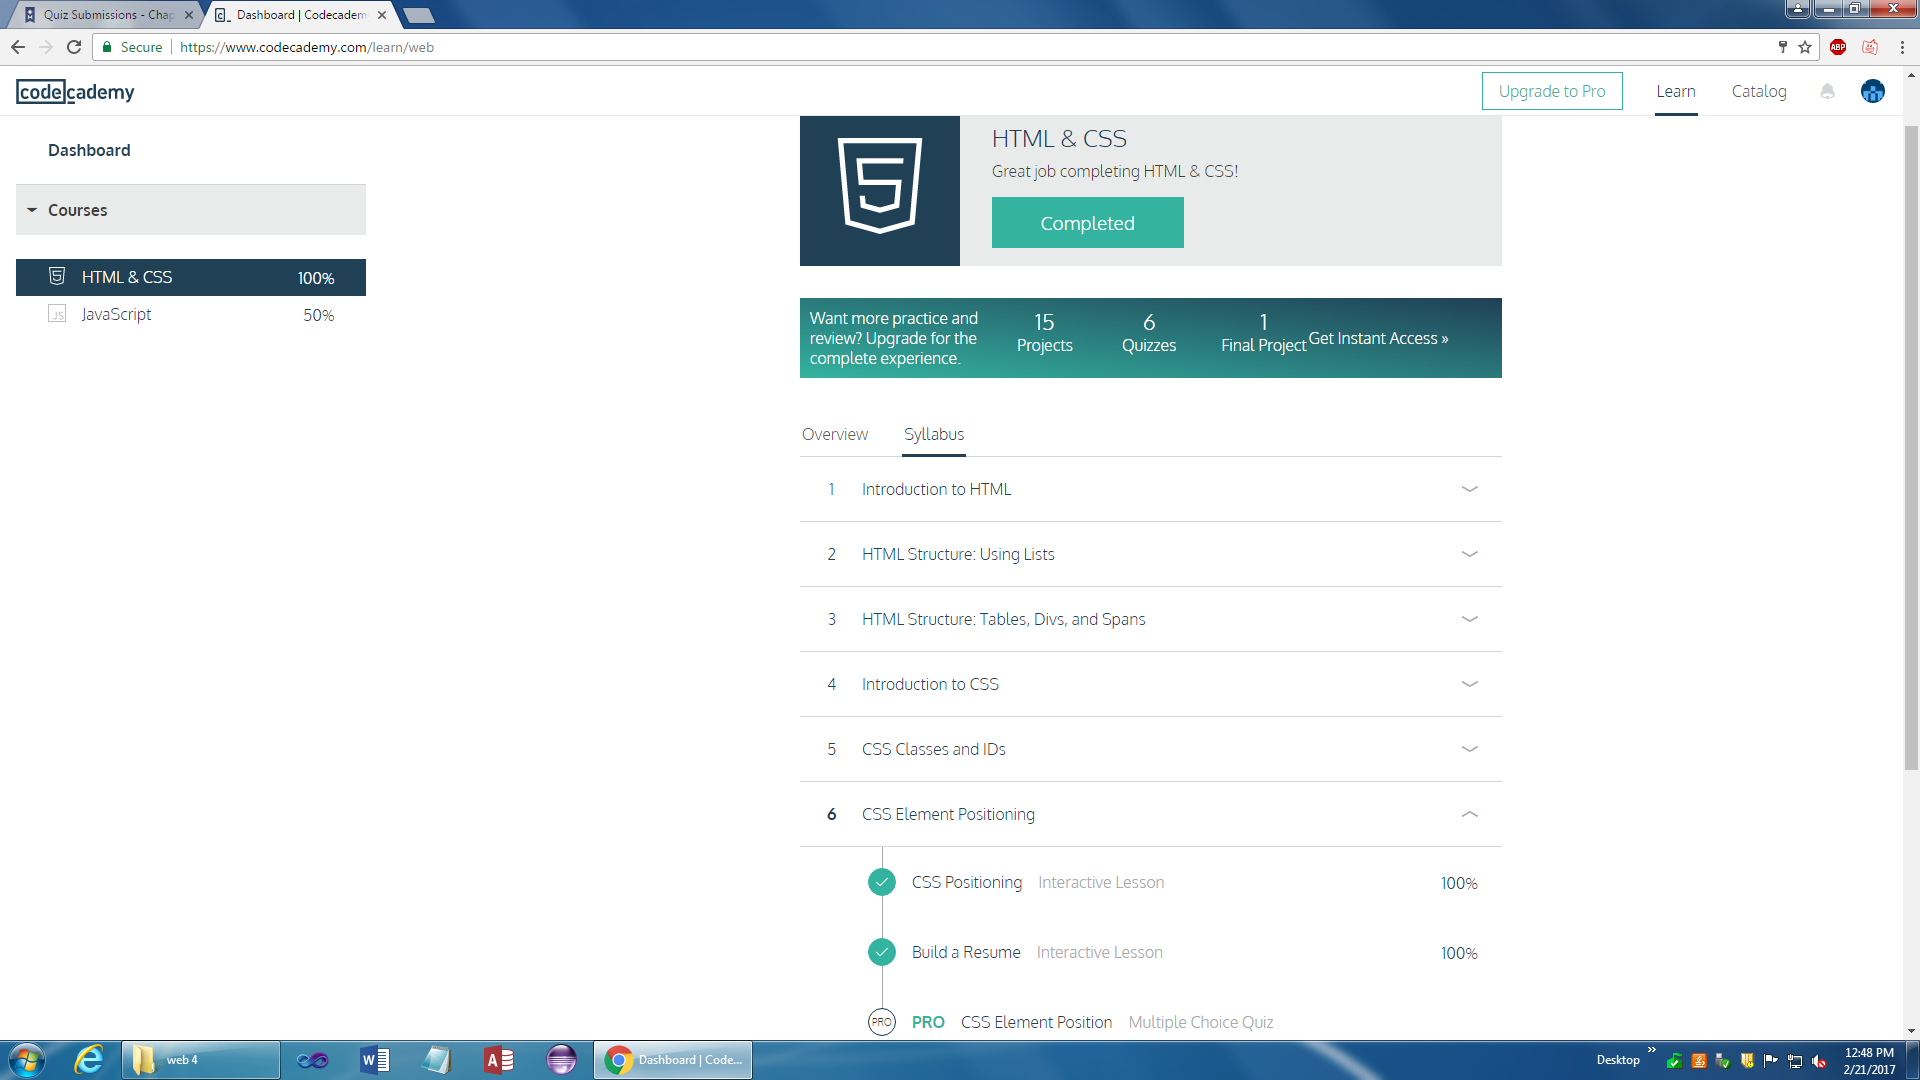 Quiz Submissions - Chap
Dashboard | Codecadem
Secure
https://www.codecademy.com/learn/web
ABP
codecademy
Upgrade to Pro
Learn
Catalog
Dashboard
Courses
HTML & CSS 100%
JS JavaScript 50%
HTML & CSS
Great job completing HTML & CSS!
Completed
Want more practice and
review? Upgrade for the
complete experience.
15
Projects
6
Quizzes
1
Final Project
Get Instant Access »
Overview
Syllabus
1 Introduction to HTML
2 HTML Structure: Using Lists
3 HTML Structure: Tables, Divs, and Spans
4 Introduction to CSS
5 CSS Classes and IDs
6 CSS Element Positioning
CSS Positioning Interactive Lesson 100%
Build a Resume Interactive Lesson 100%
PRO PRO CSS Element Position Multiple Choice Quiz
web 4
Dashboard | Code...
Desktop
12:48 PM
2/21/2017